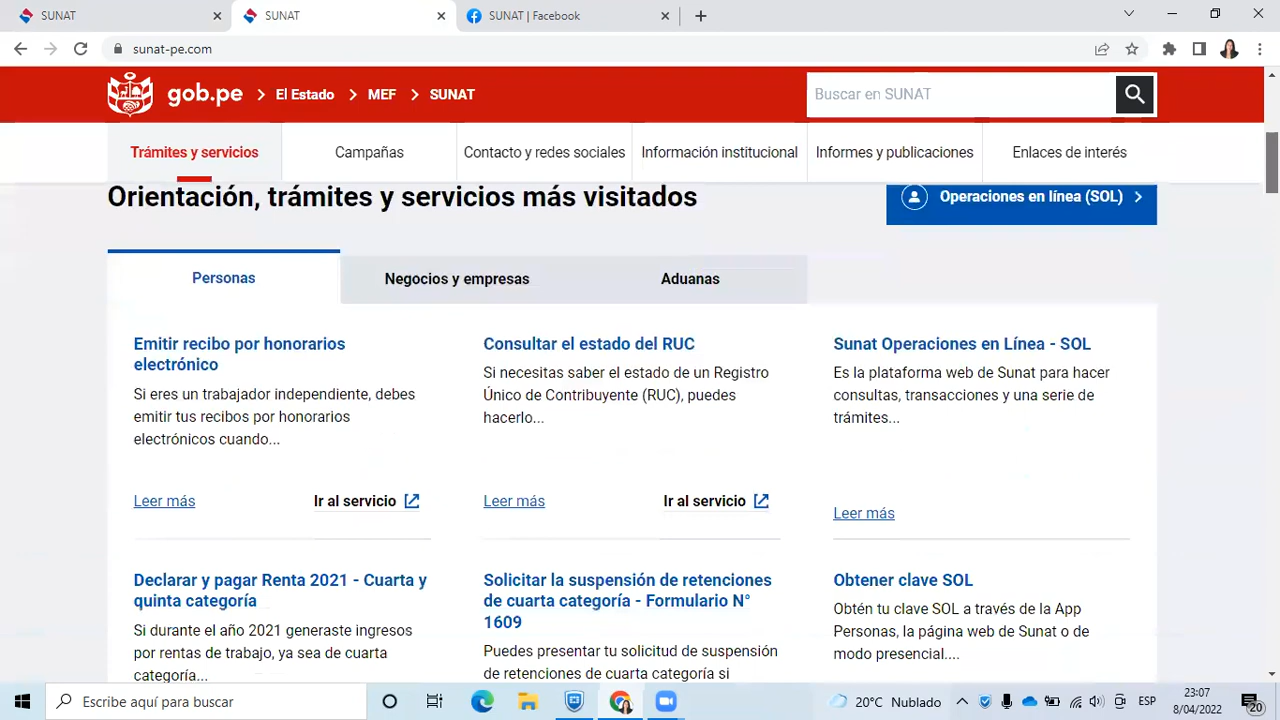 SUNAT
SUNAT
SUNAT | Facebook
sunat-pe.com
gob.pe
El Estado
MEF
SUNAT
Buscar en SUNAT
Trámites y servicios
Campañas
Contacto y redes sociales
Información institucional
Informes y publicaciones
Enlaces de interés
Orientación, trámites y servicios más visitados
Operaciones en línea (SOL)
Personas
Negocios y empresas
Aduanas
Emitir recibo por honorarios
electrónico
Si eres un trabajador independiente, debes
emitir tus recibos por honorarios
electrónicos cuando...
Leer más
Ir al servicio
Consultar el estado del RUC
Si necesitas saber el estado de un Registro
Único de Contribuyente (RUC), puedes
hacerlo...
Leer más
Ir al servicio
Sunat Operaciones en Línea - SOL
Es la plataforma web de Sunat para hacer
consultas, transacciones y una serie de
trámites...
Leer más
Declarar y pagar Renta 2021 - Cuarta y
quinta categoría
Si durante el año 2021 generaste ingresos
por rentas de trabajo, ya sea de cuarta
categoría...
Solicitar la suspensión de retenciones
de cuarta categoría - Formulario N°
1609
Puedes presentar tu solicitud de suspensión
de retenciones de cuarta categoría si
Obtener clave SOL
Obtén tu clave SOL a través de la App
Personas, la página web de Sunat o de
modo presencial....
Escribe aquí para buscar
20°C Nublado
ESP
23:07
8/04/2022
20